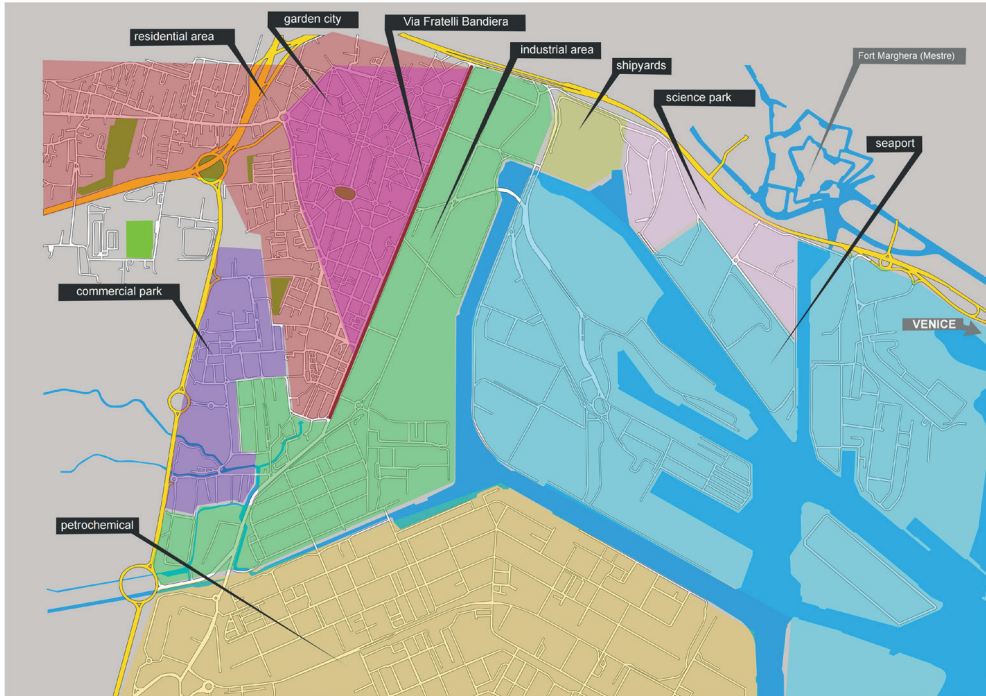 garden city
Via Fratelli Bandiera
residential area
industrial area
shipyards
Fort Marghera (Mestre)
science park
seaport
commercial park
VENICE
petrochemical